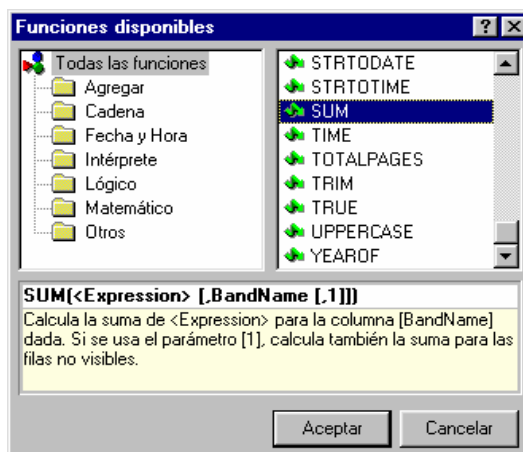 Funciones disponibles
Todas las funciones
Agregar
Cadena
Fecha y Hora
Intérprete
Lógico
Matemático
Otros
STRTODATE
STRTOTIME
SUM
TIME
TOTALPAGES
TRIM
TRUE
UPPERCASE
YEAROF
SUM(<Expression> [,BandName [,1]])
Calcula la suma de <Expression> para la columna [BandName]
dada. Si se usa el parámetro [1], calcula también la suma para las
filas no visibles.
Aceptar
Cancelar